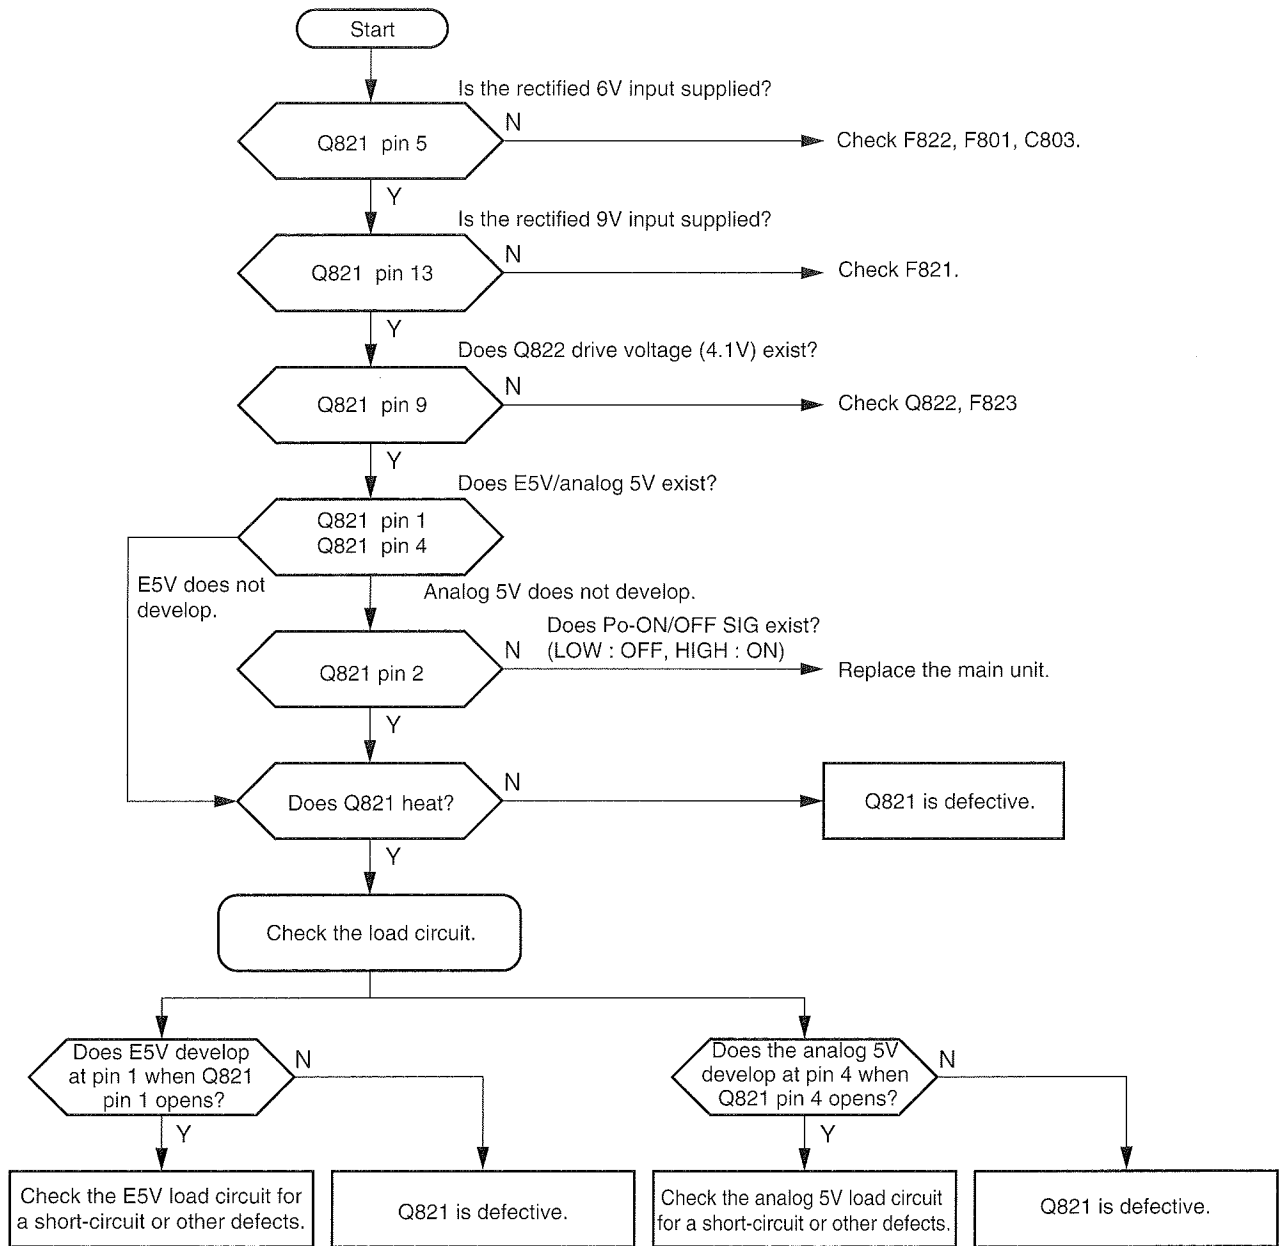 Start
Is the rectified 6V input supplied?
Q821 pin 5
N
Check F822, F801, C803.
Y
Is the rectified 9V input supplied?
Q821 pin 13
N
Check F821.
Y
Does Q822 drive voltage (4.1V) exist?
Q821 pin 9
N
Check Q822, F823
Y
Does E5V/analog 5V exist?
Q821 pin 1
Q821 pin 4
E5V does not
develop.
Analog 5V does not develop.
Does Po-ON/OFF SIG exist?
(LOW : OFF, HIGH : ON)
Q821 pin 2
N
Replace the main unit.
Y
Does Q821 heat?
N
Q821 is defective.
Y
Check the load circuit.
Does E5V develop
at pin 1 when Q821
pin 1 opens?
N
Y
Does the analog 5V
develop at pin 4 when
Q821 pin 4 opens?
N
Y
Check the E5V load circuit for
a short-circuit or other defects.
Q821 is defective.
Check the analog 5V load circuit
for a short-circuit or other defects.
Q821 is defective.